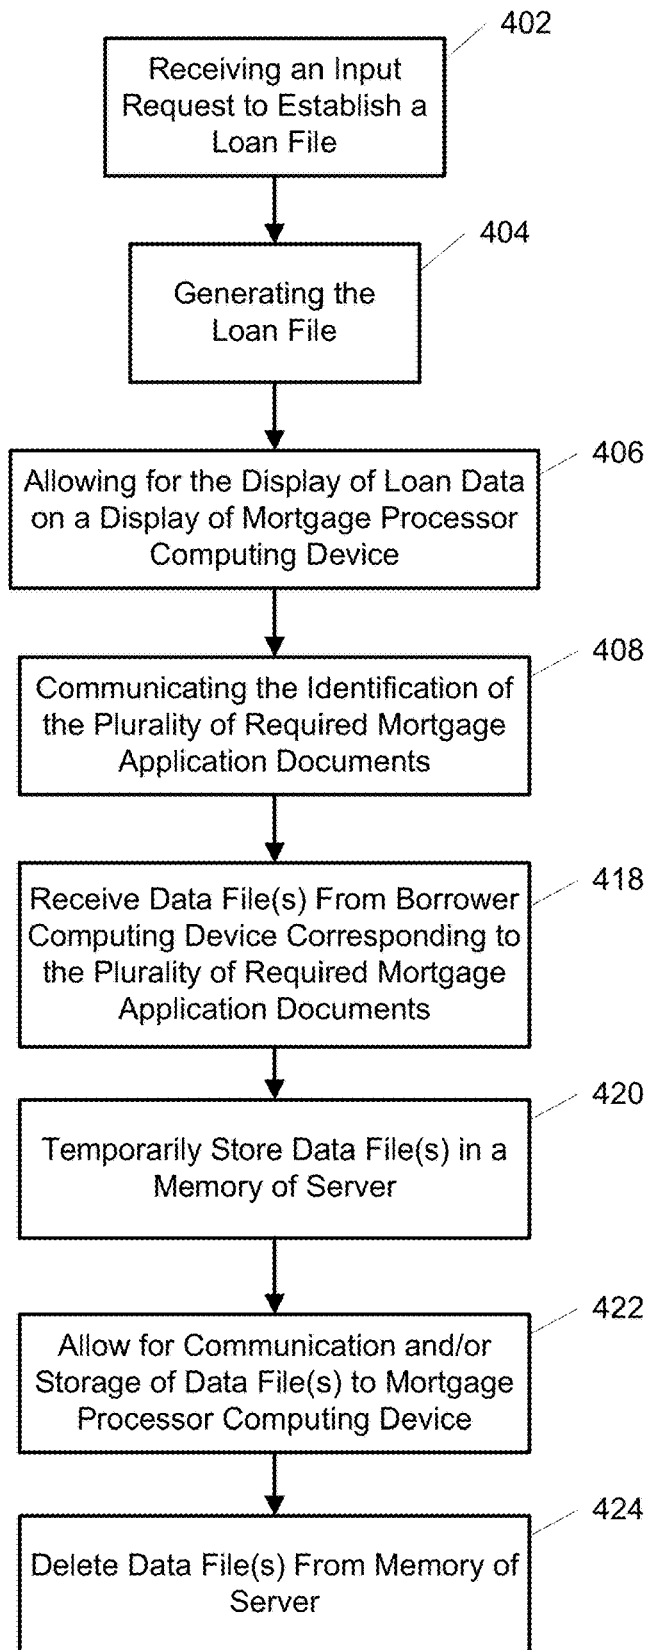 402
Receiving an Input
Request to Establish a
Loan File
404
Generating the
Loan File
406
Allowing for the Display of Loan Data
on a Display of Mortgage Processor
Computing Device
408
Communicating the Identification of
the Plurality of Required Mortgage
Application Documents
418
Receive Data File(s) From Borrower
Computing Device Corresponding to
the Plurality of Required Mortgage
Application Documents
420
Temporarily Store Data File(s) in a
Memory of Server
422
Allow for Communication and/or
Storage of Data File(s) to Mortgage
Processor Computing Device
424
Delete Data File(s) From Memory of
Server